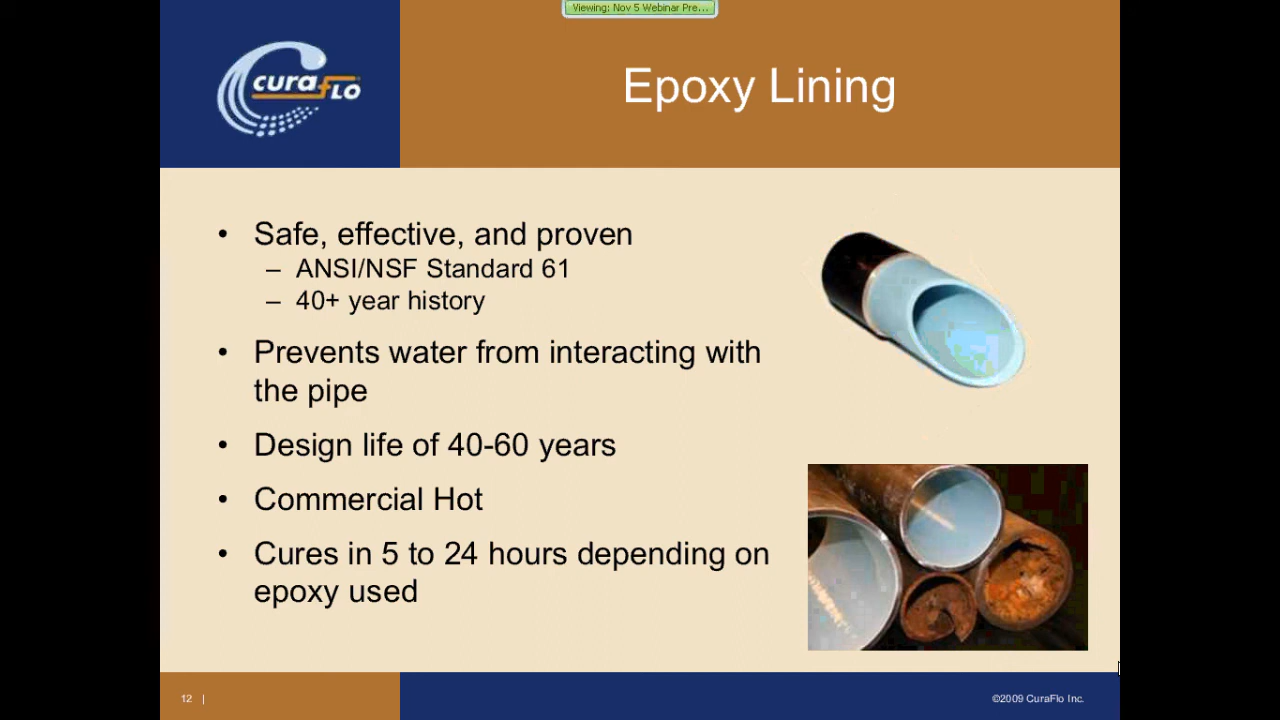 Viewing: Nov 5 Webinar Pre...
curaFLO
Epoxy Lining
• Safe, effective, and proven
– ANSI/NSF Standard 61
– 40+ year history
• Prevents water from interacting with
the pipe
• Design life of 40-60 years
• Commercial Hot
• Cures in 5 to 24 hours depending on
epoxy used
12 |
©2009 CuraFlo Inc.